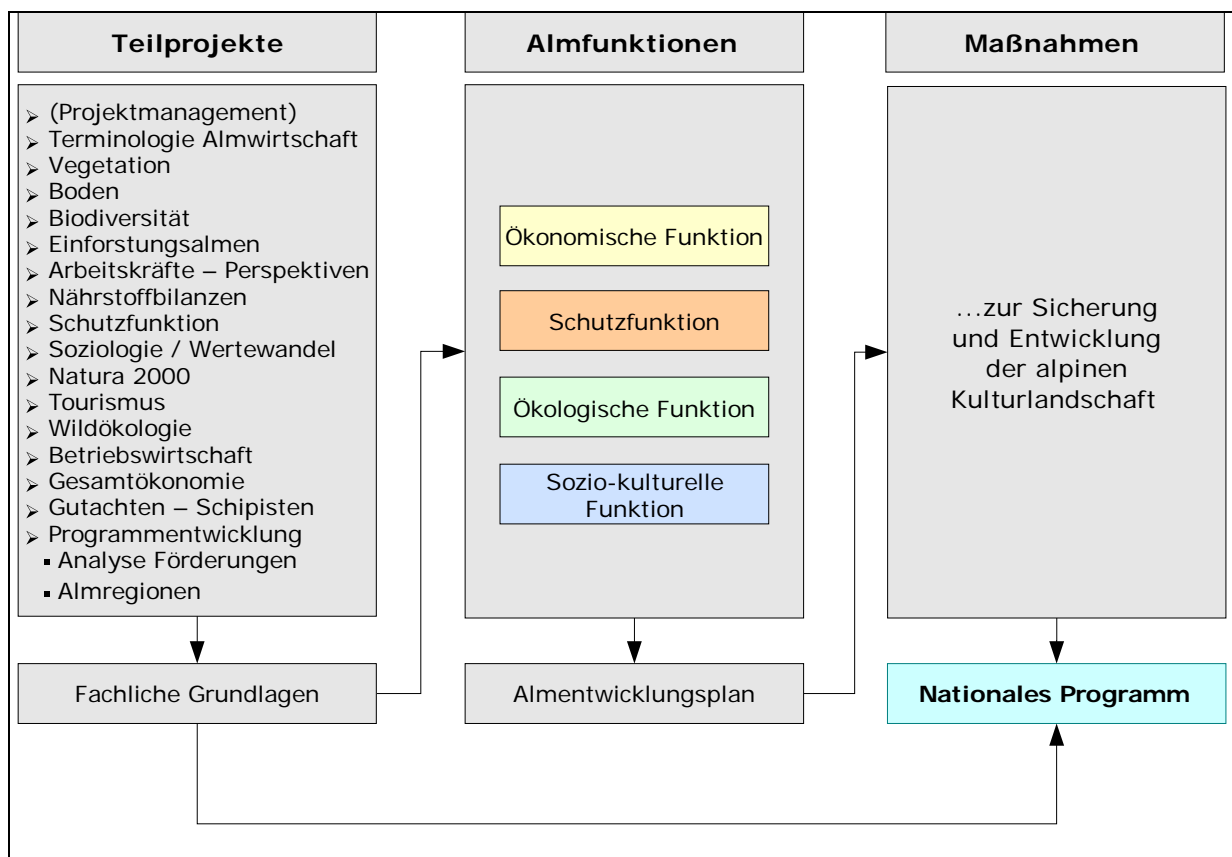 Teilprojekte
➢ (Projektmanagement)
➢ Terminologie Almwirtschaft
➢ Vegetation
➢ Boden
➢ Biodiversität
➢ Einforstungsalmen
➢ Arbeitskräfte – Perspektiven
➢ Nährstoffbilanzen
➢ Schutzfunktion
➢ Soziologie / Wertewandel
➢ Natura 2000
➢ Tourismus
➢ Wildökologie
➢ Betriebswirtschaft
➢ Gesamtökonomie
➢ Gutachten – Schipisten
➢ Programmentwicklung
▪ Analyse Förderungen
▪ Almregionen
Fachliche Grundlagen
Almfunktionen
Ökonomische Funktion
Schutzfunktion
Ökologische Funktion
Sozio-kulturelle
Funktion
Almentwicklungsplan
Maßnahmen
...zur Sicherung
und Entwicklung
der alpinen
Kulturlandschaft
Nationales Programm